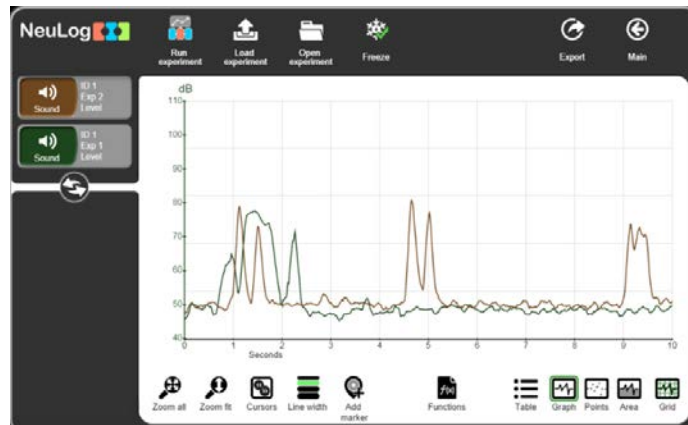 NeuLog
Run
experiment
Load
experiment
Open
experiment
Freeze
Export
Main
Sound
ID 1
Exp 2
Level
Sound
ID 1
Exp 1
Level
dB
110
100
90
80
70
60
50
40
0 1 2 3 4 5 6 7 8 9 10
Seconds
Zoom all
Zoom fit
Cursors
Line width
Add
marker
f(x)
Functions
Table
Graph
Points
Area
Grid